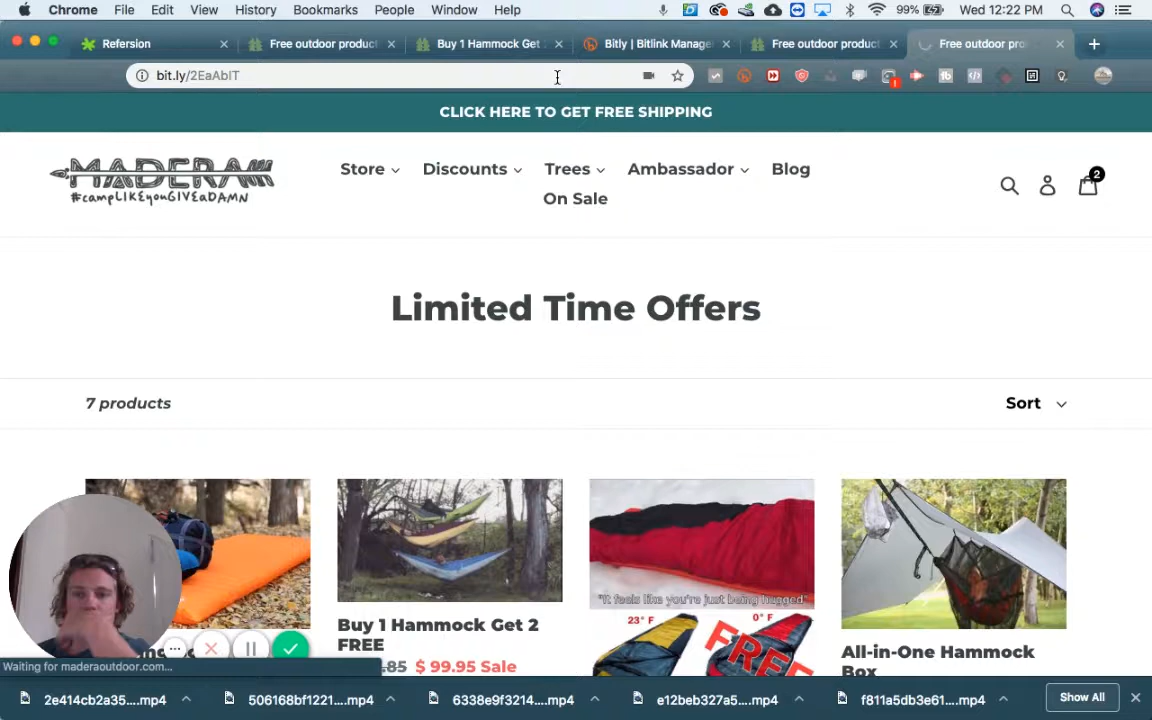 Chrome File Edit View History Bookmarks People Window Help 99% Wed 12:22 PM
Refersion Free outdoor produc Buy 1 Hammock Get Bitly | Bitlink Manage Free outdoor produc Free outdoor pro
bit.ly/2EaAbIT
CLICK HERE TO GET FREE SHIPPING
MADERA
#campLIKEyouGIVEaDAMN
Store Discounts Trees Ambassador Blog
On Sale
2
Limited Time Offers
7 products Sort
"It feels like you're just being hugged"
23° F 0° F
FREE
Buy 1 Hammock Get 2
FREE
.85 $ 99.95 Sale
All-in-One Hammock
Box
Waiting for maderaoutdoor.com...
2e414cb2a35....mp4 506168bf1221....mp4 6338e9f3214....mp4 e12beb327a5....mp4 f811a5db3e61....mp4 Show All